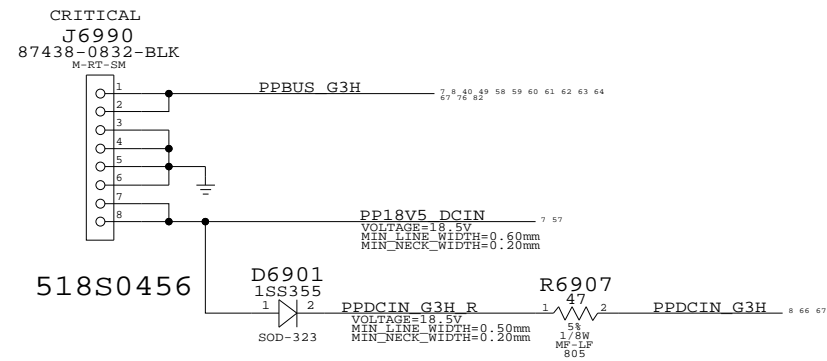 CRITICAL
J6990
87438-0832-BLK
M-RT-SM
1
2
3
4
5
6
7
8
PPBUS_G3H
7 8 40 49 58 59 60 61 62 63 64
67 76 82
PP18V5_DCIN
7 57
VOLTAGE=18.5V
MIN_LINE_WIDTH=0.60mm
MIN_NECK_WIDTH=0.20mm
518S0456
D6901
1SS355
1 2
SOD-323
PPDCIN_G3H_R
VOLTAGE=18.5V
MIN_LINE_WIDTH=0.50mm
MIN_NECK_WIDTH=0.20mm
R6907
47
1 2
5%
1/8W
MF-LF
805
PPDCIN_G3H
8 66 67